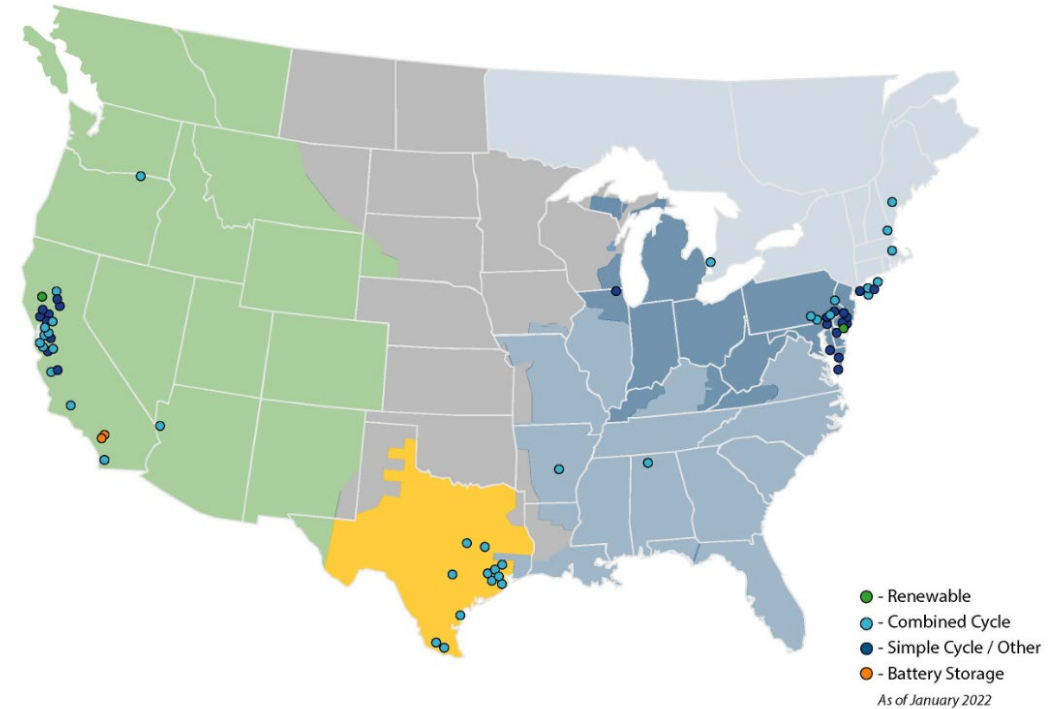 - Renewable
- Combined Cycle
- Simple Cycle / Other
- Battery Storage
As of January 2022